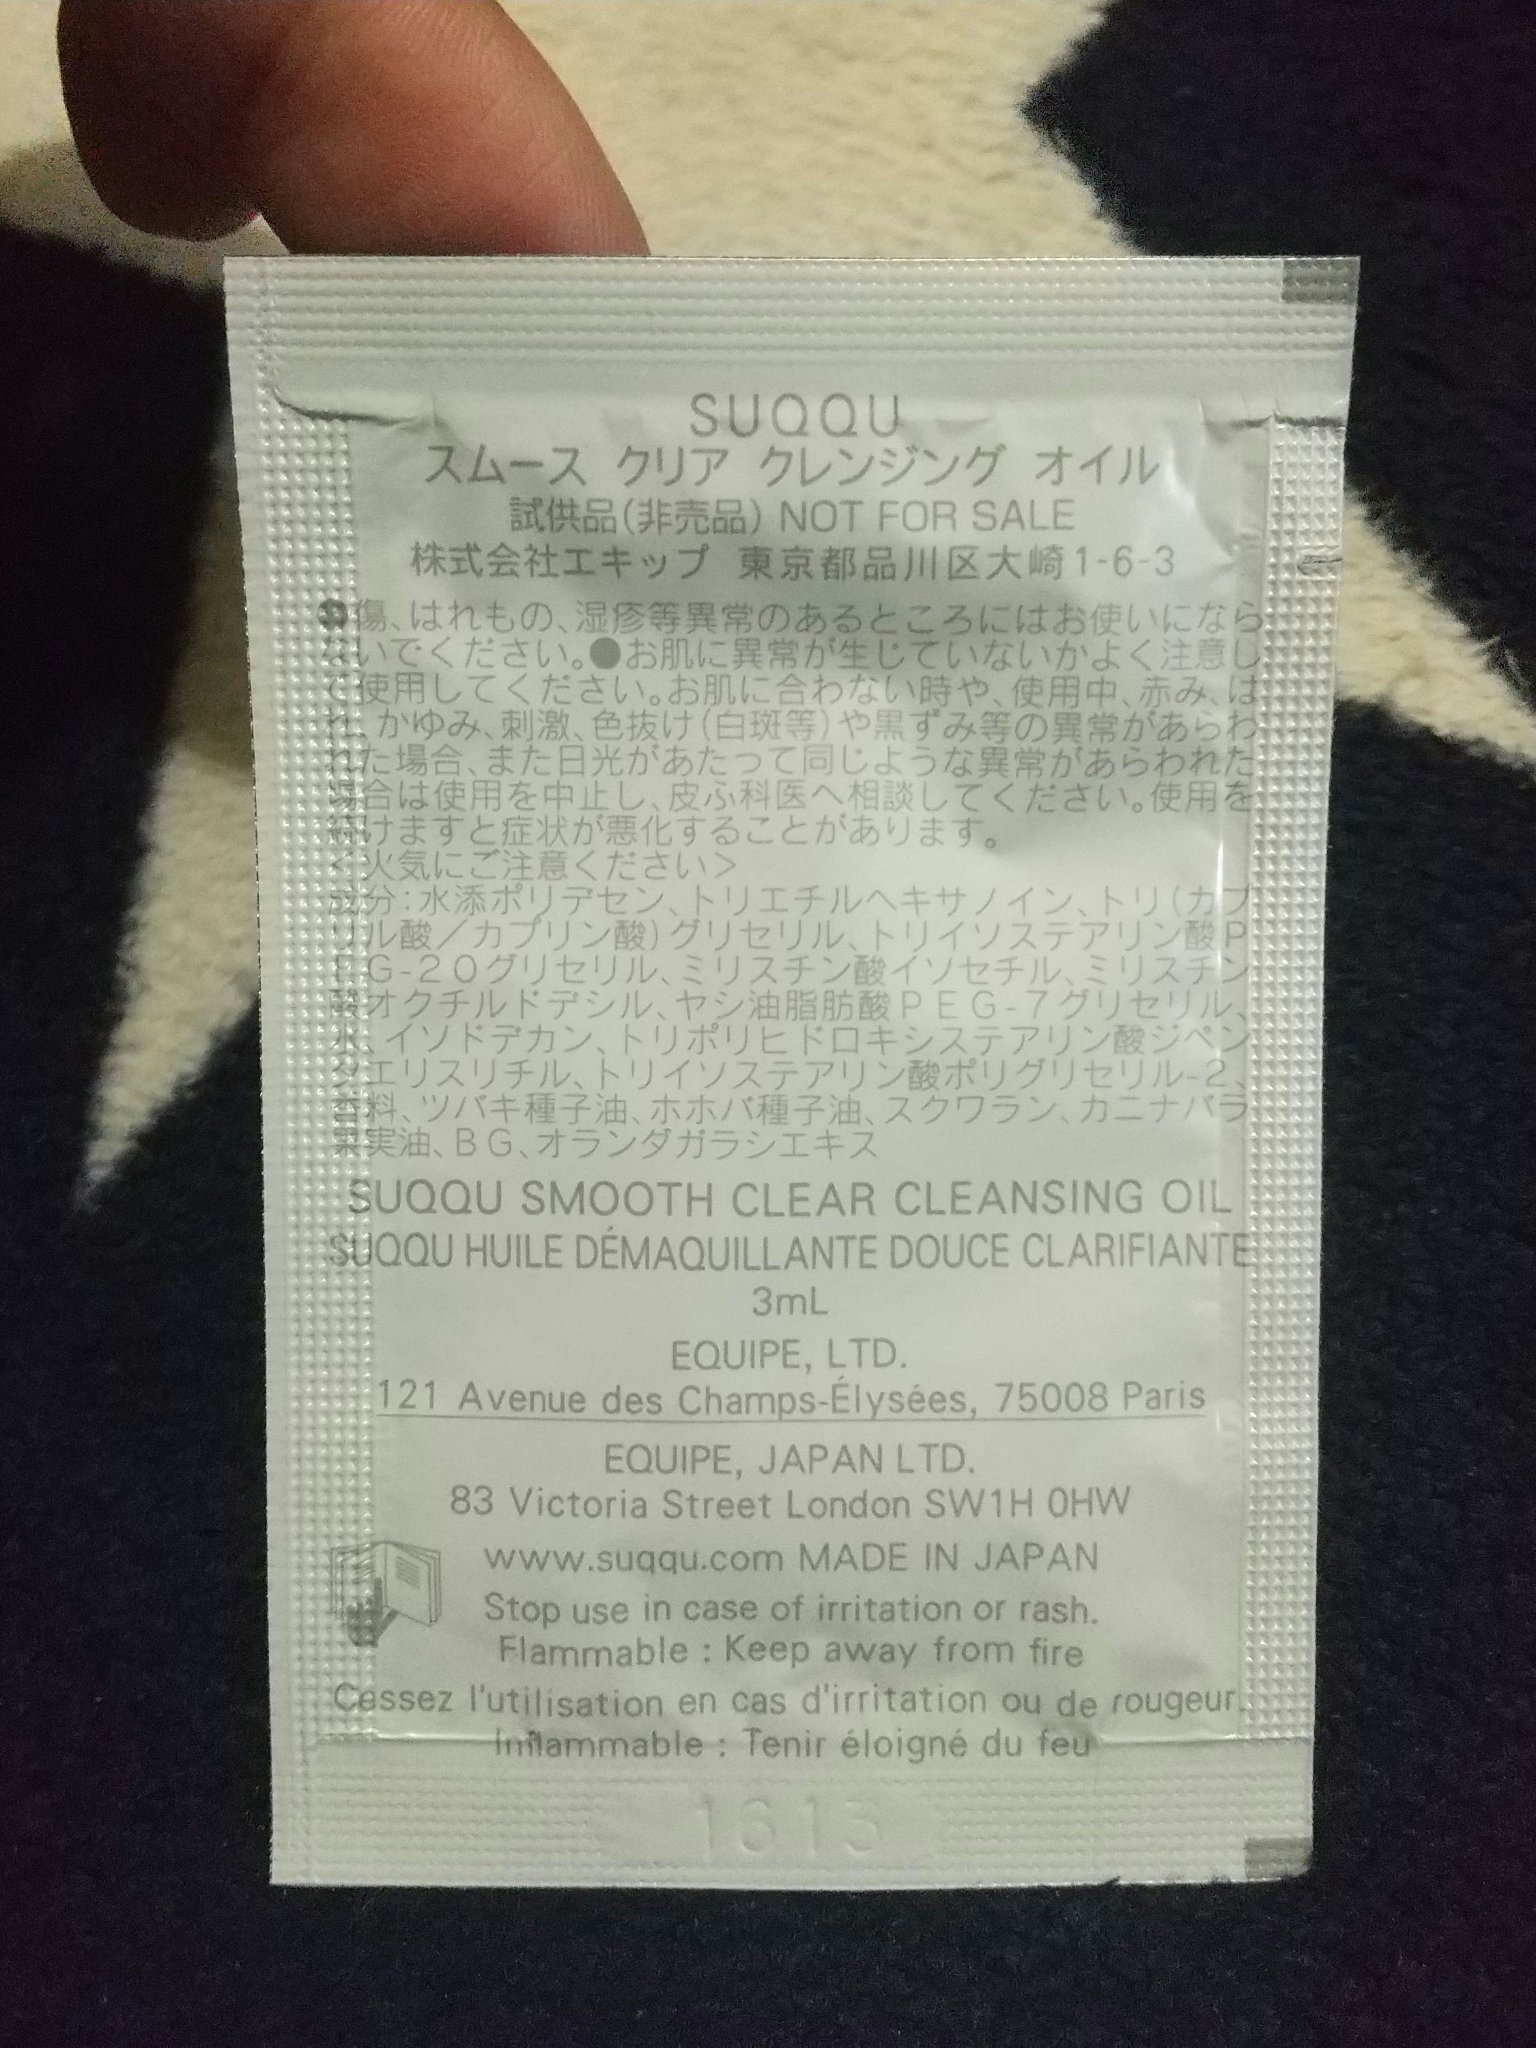 SUQQU
スムース クリア クレンジング オイル
試供品(非売品) NOT FOR SALE
株式会社エキップ 東京都品川区大崎1-6-3
●傷、はれもの、湿疹等異常のあるところにはお使いになら
ないでください。●お肌に異常が生じていないかよく注意し
て使用してください。お肌に合わない時や、使用中、赤み、は
れ、かゆみ、刺激、色抜け(白斑等)や黒ずみ等の異常があらわ
れた場合、また日光があたって同じような異常があらわれた
場合は使用を中止し、皮ふ科医へ相談してください。使用を
続けますと症状が悪化することがあります。
<火気にご注意ください>
成分:水添ポリデセン、トリエチルヘキサノイン、トリ(カプ
リル酸/カプリン酸)グリセリル、トリイソステアリン酸P
EG-20グリセリル、ミリスチン酸イソセチル、ミリスチン
酸オクチルドデシル、ヤシ油脂肪酸PEG-7グリセリル、
水、イソドデカン、トリポリヒドロキシステアリン酸ジペン
タエリスリチル、トリイソステアリン酸ポリグリセリル-2、
香料、ツバキ種子油、ホホバ種子油、スクワラン、カニナバラ
果実油、BG、オランダガラシエキス
SUQQU SMOOTH CLEAR CLEANSING OIL
SUQQU HUILE DÉMAQUILLANTE DOUCE CLARIFIANTE
3mL
EQUIPE, LTD.
121 Avenue des Champs-Élysées, 75008 Paris
EQUIPE, JAPAN LTD.
83 Victoria Street London SW1H 0HW
www.suqqu.com MADE IN JAPAN
Stop use in case of irritation or rash.
Flammable : Keep away from fire
Cessez l'utilisation en cas d'irritation ou de rougeur.
Inflammable : Tenir éloigné du feu
1613